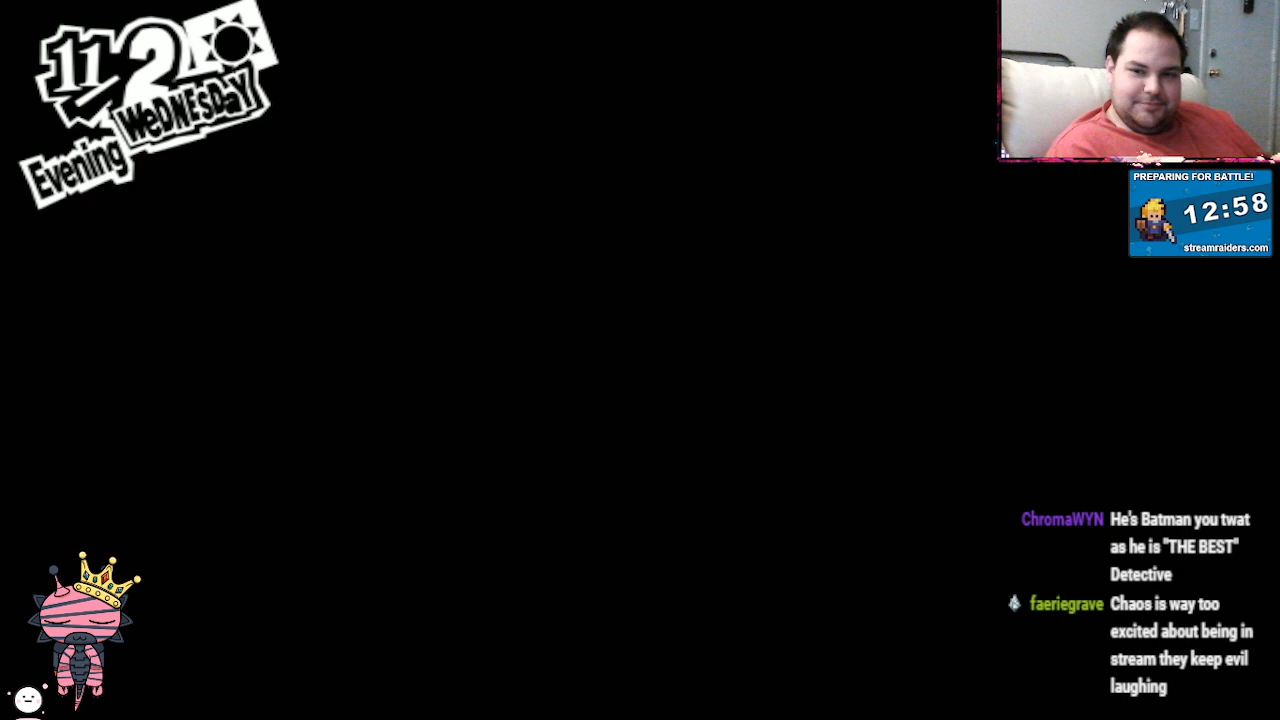 11/2
WeDNESDaY
Evening
PREPARING FOR BATTLE!
12:58
streamraiders.com
ChromaWYN He's Batman you twat
as he is "THE BEST"
Detective
faeriegrave Chaos is way too
excited about being in
stream they keep evil
laughing